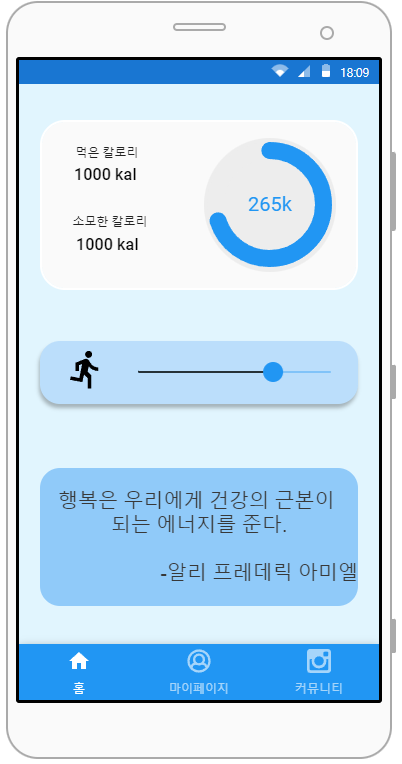 18:09
먹은 칼로리
1000 kal
소모한 칼로리
1000 kal
265k
행복은 우리에게 건강의 근본이
되는 에너지를 준다.
-알리 프레데릭 아미엘
홈
마이페이지
커뮤니티